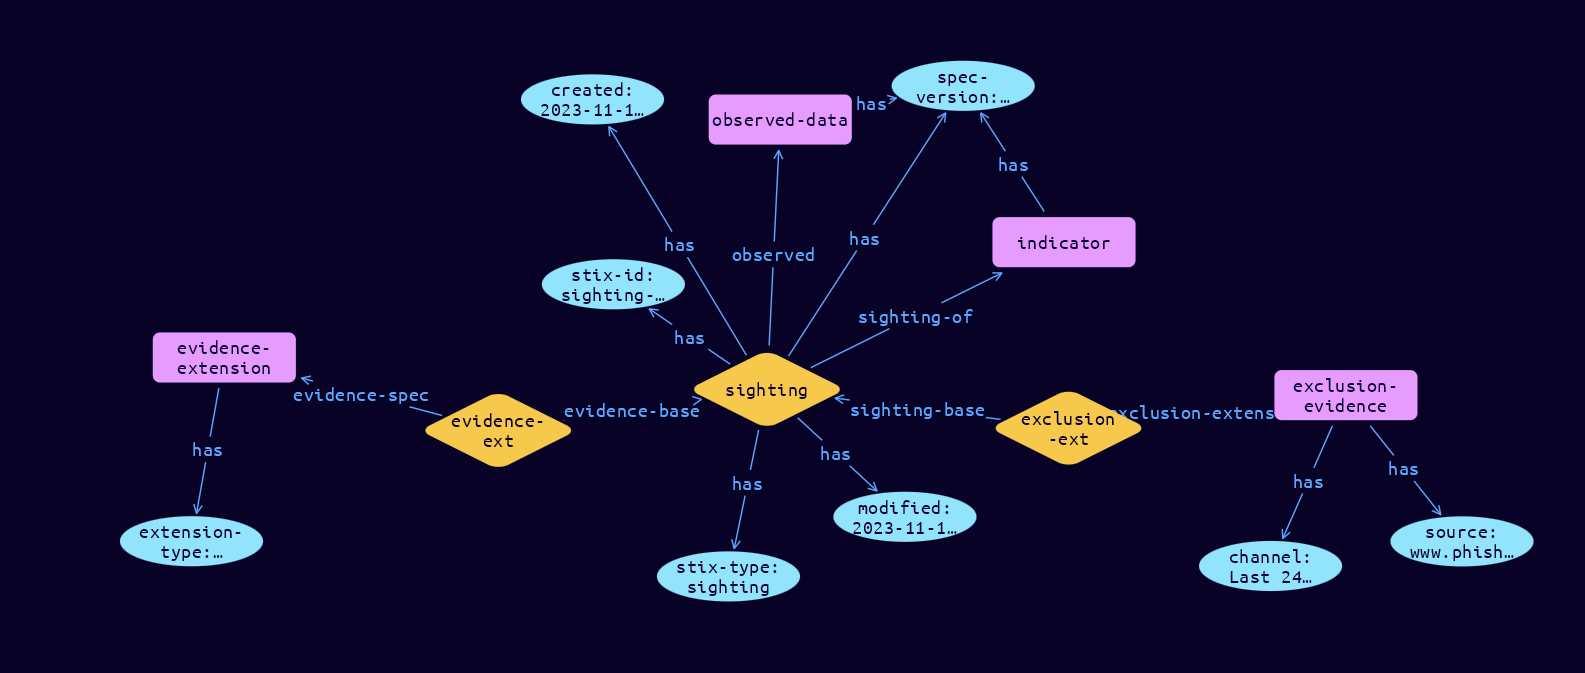 spec-
version:…
created:
2023-11-1…
has
observed-data
has
indicator
has
has
observed
stix-id:
sighting-…
sighting-of
has
evidence-
extension
evidence-spec
sighting
exclusion-
evidence
evidence-base
sighting-base
exclusion-extens
evidence-
ext
exclusion
-ext
has
has
has
has
has
modified:
2023-11-1…
extension-
type:…
source:
www.phish…
stix-type:
sighting
channel:
Last 24…